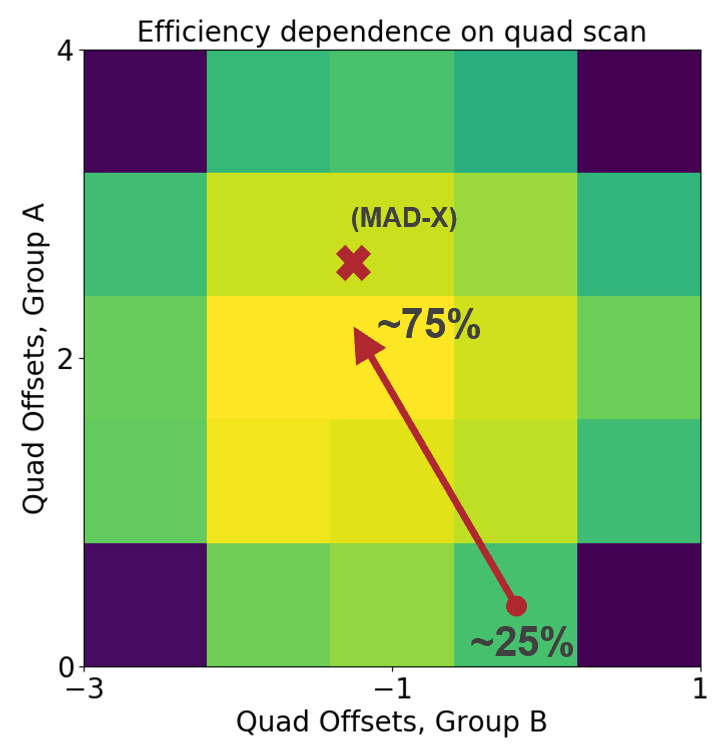 Efficiency dependence on quad scan
4
(MAD-X)
~75%
Quad Offsets, Group A
2
~25%
0
−3
−1
1
Quad Offsets, Group B